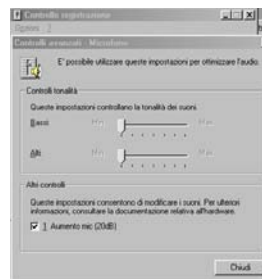 Controllo registrazione
Opzioni ?
Controlli avanzati - Microfono
E' possibile utilizzare queste impostazioni per ottimizzare l'audio.
Controlli tonalità
Queste impostazioni controllano la tonalità dei suoni.
Bassi: Min Max
Alti: Min Max
Altri controlli
Queste impostazioni consentono di modificare i suoni. Per ulteriori
informazioni, consultare la documentazione relativa all'hardware.
1 Aumento mic (20dB)
Chiudi